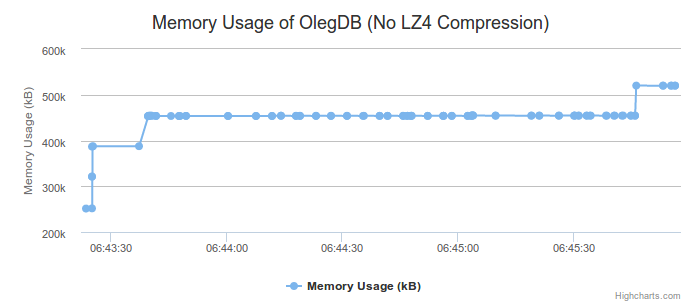 Memory Usage of OlegDB (No LZ4 Compression)
Memory Usage (kB)
600k
500k
400k
300k
200k
06:43:30 06:44:00 06:44:30 06:45:00 06:45:30
Memory Usage (kB)
Highcharts.com